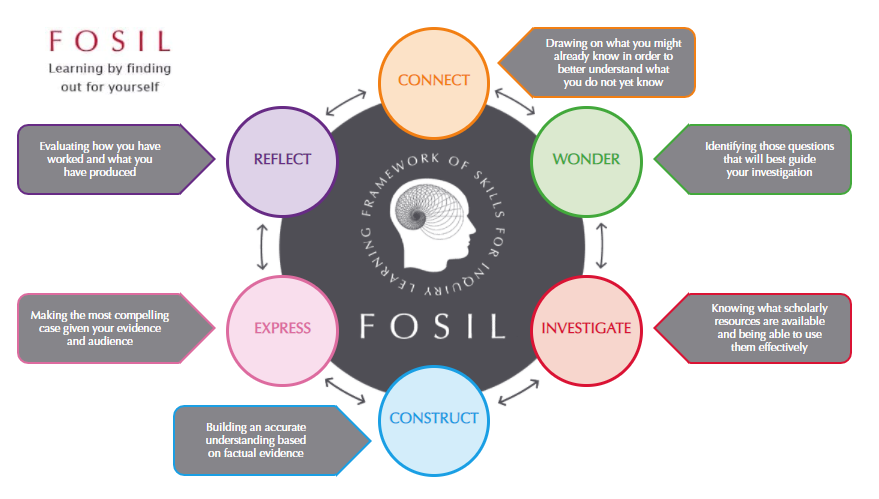 FOSIL
Learning by finding
out for yourself
CONNECT
Drawing on what you might
already know in order to
better understand what
you do not yet know
WONDER
Identifying those questions
that will best guide
your investigation
INVESTIGATE
Knowing what scholarly
resources are available
and being able to use
them effectively
CONSTRUCT
Building an accurate
understanding based
on factual evidence
EXPRESS
Making the most compelling
case given your evidence
and audience
REFLECT
Evaluating how you have
worked and what you
have produced
FRAMEWORK OF SKILLS FOR INQUIRY LEARNING
FOSIL